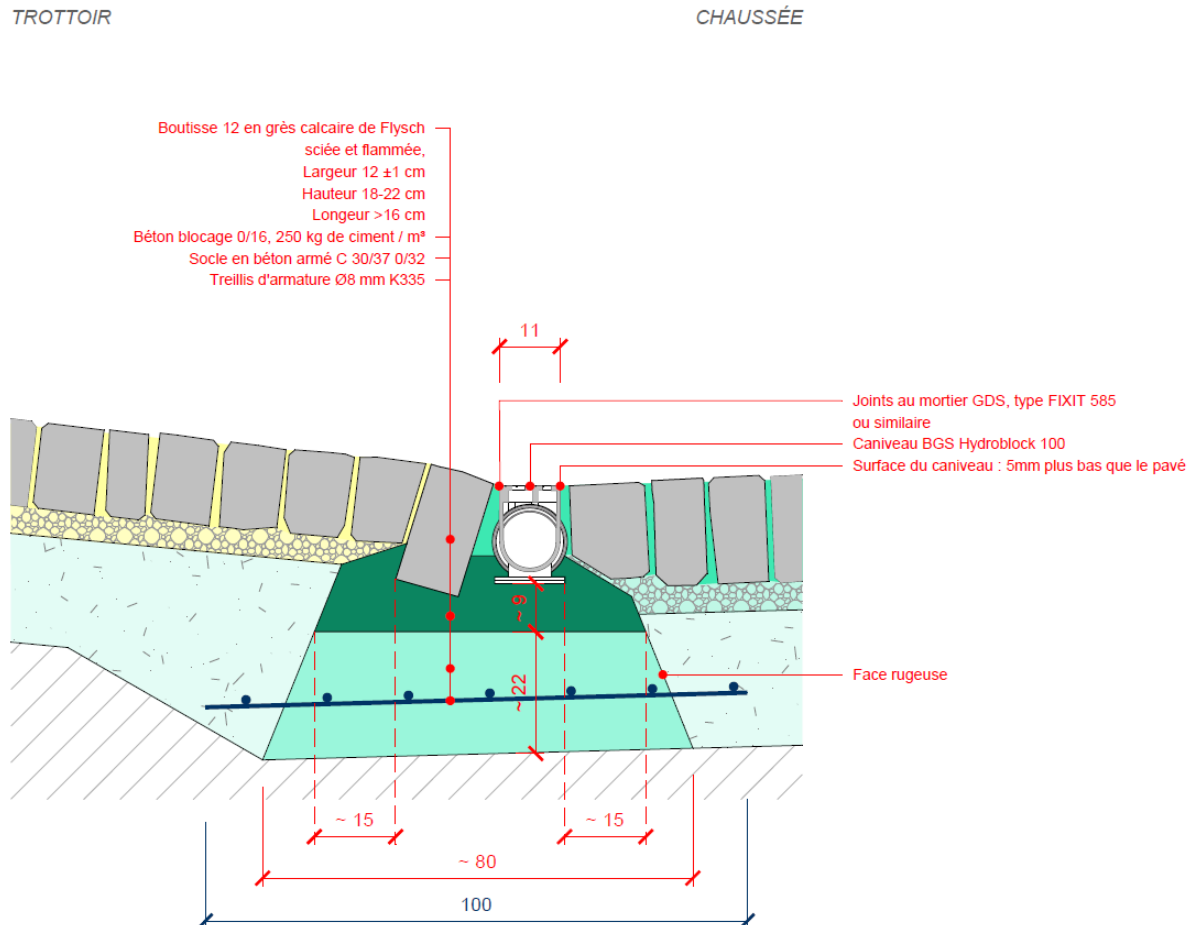 TROTTOIR
CHAUSSÉE
Boutisse 12 en grès calcaire de Flysch
sciée et flammée,
Largeur 12 ±1 cm
Hauteur 18-22 cm
Longeur >16 cm
Béton blocage 0/16, 250 kg de ciment / m³
Socle en béton armé C 30/37 0/32
Treillis d'armature Ø8 mm K335
11
Joints au mortier GDS, type FIXIT 585
ou similaire
Caniveau BGS Hydroblock 100
Surface du caniveau : 5mm plus bas que le pavé
~ 9
~22
Face rugeuse
~ 15
~ 15
~ 80
100